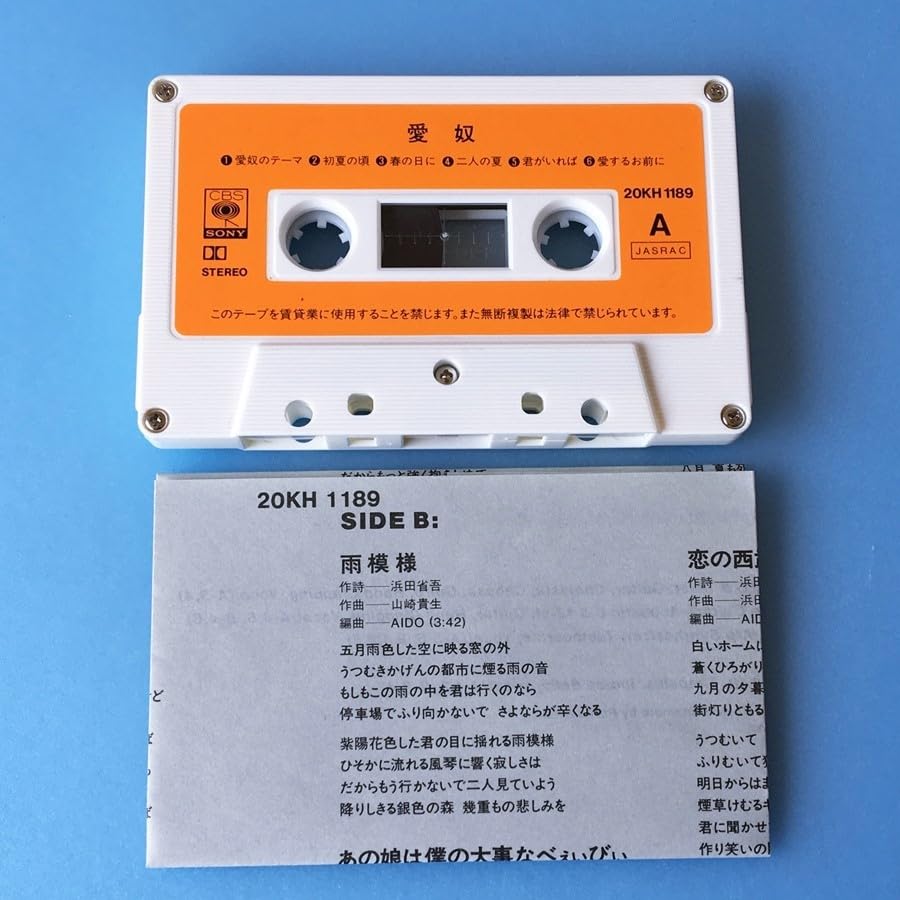 愛奴
❶愛奴のテーマ ❷初夏の頃 ❸春の日に ❹二人の夏 ❺君がいれば ❻愛するお前に
CBS
SONY
STEREO
20KH 1189
A
JASRAC
このテープを賃貸業に使用することを禁じます。また無断複製は法律で禁じられています。
20KH 1189
SIDE B:
雨模様
作詩──浜田省吾
作曲──山崎貴生
編曲──AIDO (3:42)
五月雨色した空に映る窓の外
うつむきかげんの都市に煙る雨の音
もしもこの雨の中を君は行くのなら
停車場でふり向かないで さよならが辛くなる
紫陽花色した君の目に揺れる雨模様
ひそかに流れる風琴に響く寂しさは
だからもう行かないで二人見ていよう
降りしきる銀色の森 幾重もの悲しみを
あの娘は僕の大事なべぇいびぃ
恋の西
作詩──浜田
作曲──浜田
編曲──AID
白いホームに
蒼くひろがり
九月の夕暮
街灯りともる
うつむいて
ふりむいて
明日からはま
煙草けむる
君に聞かせ
作り笑いの